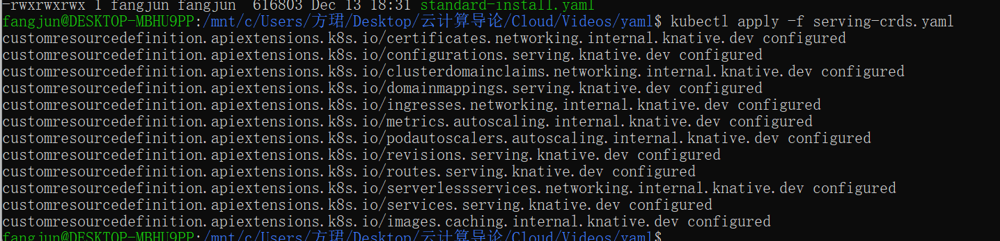 -rwxrwxrwx 1 fangjun fangjun  616803 Dec 13 18:31 standard-install.yaml
fangjun@DESKTOP-MBHU9PP:/mnt/c/Users/方珺/Desktop/云计算导论/Cloud/Videos/yaml$ kubectl apply -f serving-crds.yaml
customresourcedefinition.apiextensions.k8s.io/certificates.networking.internal.knative.dev configured
customresourcedefinition.apiextensions.k8s.io/configurations.serving.knative.dev configured
customresourcedefinition.apiextensions.k8s.io/clusterdomainclaims.networking.internal.knative.dev configured
customresourcedefinition.apiextensions.k8s.io/domainmappings.serving.knative.dev configured
customresourcedefinition.apiextensions.k8s.io/ingresses.networking.internal.knative.dev configured
customresourcedefinition.apiextensions.k8s.io/metrics.autoscaling.internal.knative.dev configured
customresourcedefinition.apiextensions.k8s.io/podautoscalers.autoscaling.internal.knative.dev configured
customresourcedefinition.apiextensions.k8s.io/revisions.serving.knative.dev configured
customresourcedefinition.apiextensions.k8s.io/routes.serving.knative.dev configured
customresourcedefinition.apiextensions.k8s.io/serverlessservices.networking.internal.knative.dev configured
customresourcedefinition.apiextensions.k8s.io/services.serving.knative.dev configured
customresourcedefinition.apiextensions.k8s.io/images.caching.internal.knative.dev configured
fangjun@DESKTOP-MBHU9PP:/mnt/c/Users/方珺/Desktop/云计算导论/Cloud/Videos/yaml$